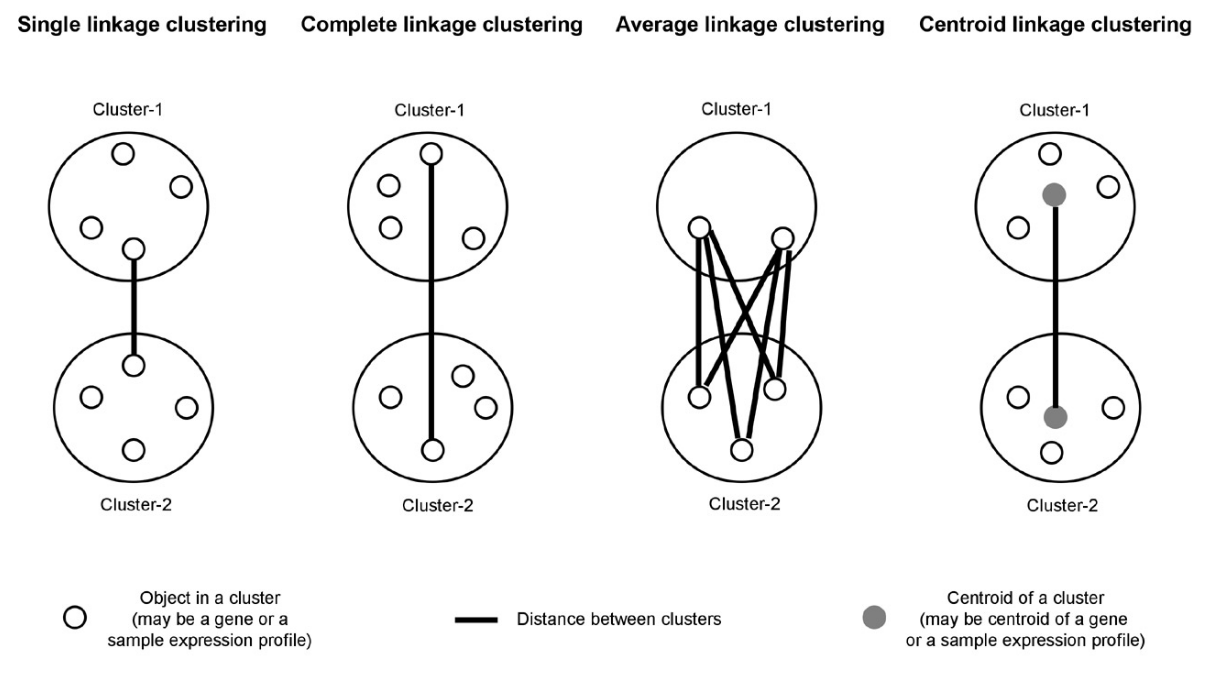 Single linkage clustering
Complete linkage clustering
Average linkage clustering
Centroid linkage clustering
Cluster-1
Cluster-1
Cluster-1
Cluster-1
Cluster-2
Cluster-2
Cluster-2
Cluster-2
Object in a cluster
(may be a gene or a
sample expression profile)
Distance between clusters
Centroid of a cluster
(may be centroid of a gene
or a sample expression profile)